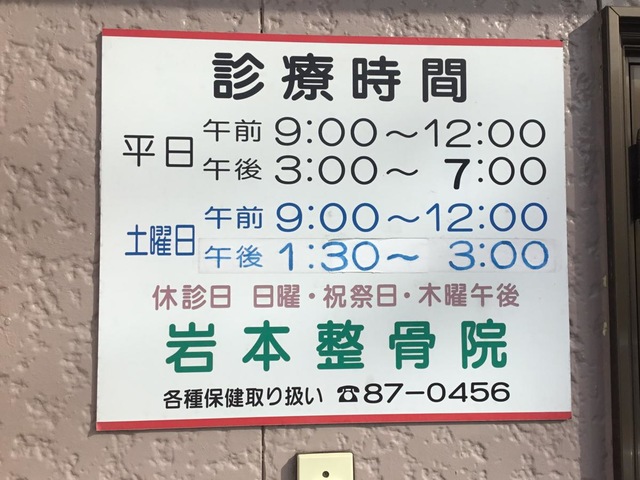 診療時間
平日 午前 9:00～12:00
午後 3:00～ 7:00
土曜日 午前 9:00～12:00
午後 1:30～ 3:00
休診日 日曜・祝祭日・木曜午後
岩本整骨院
各種保健取り扱い ☎87-0456